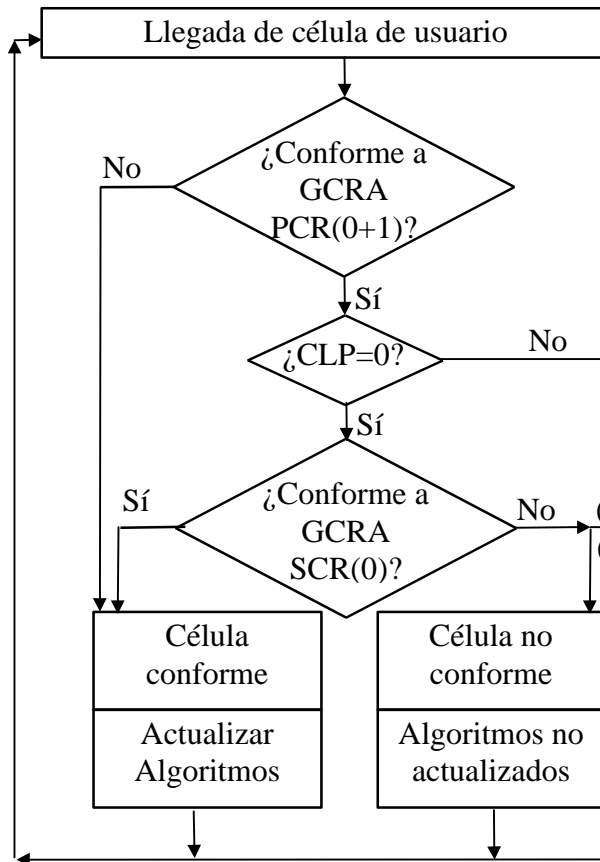 Llegada de célula de usuario
¿Conforme a
GCRA
PCR(0+1)?
No
Sí
¿CLP=0?
No
Sí
Sí
¿Conforme a
GCRA
SCR(0)?
No
(
(
Célula
conforme
Célula no
conforme
Actualizar
Algoritmos
Algoritmos no
actualizados